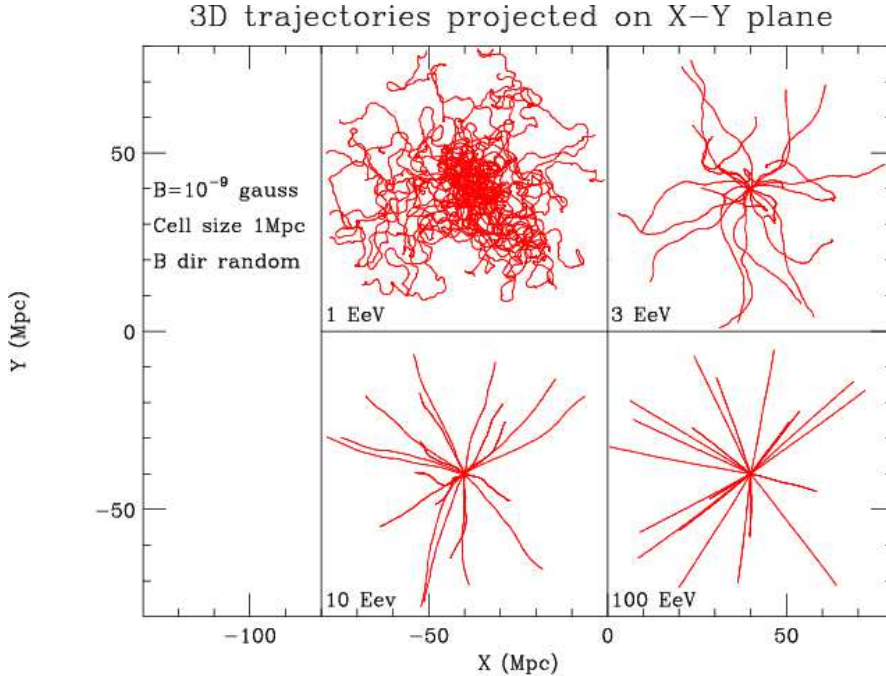 3D trajectories projected on X-Y plane
50
0
-50
Y (Mpc)
B=10⁻⁹ gauss
Cell size 1Mpc
B dir random
1 EeV
3 EeV
10 Eev
100 EeV
-100
-50
0
50
X (Mpc)